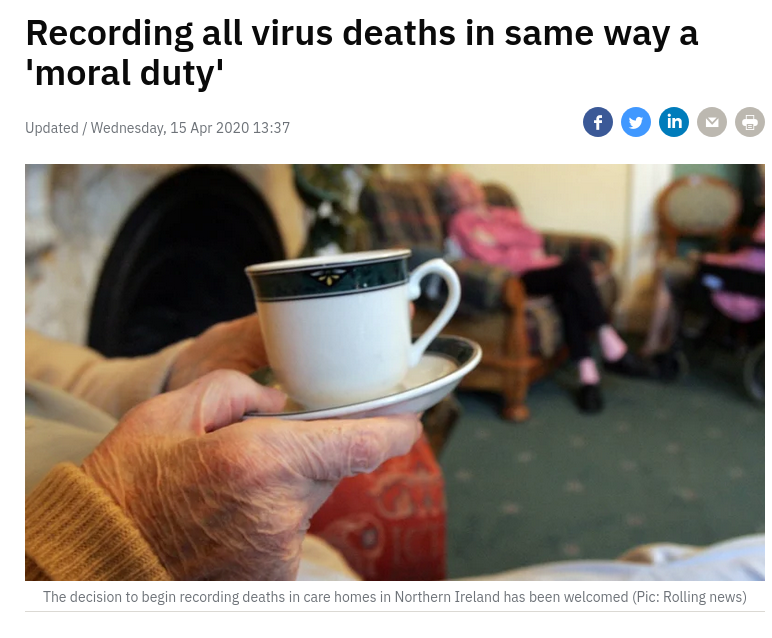 Recording all virus deaths in same way a
'moral duty'
Updated / Wednesday, 15 Apr 2020 13:37
The decision to begin recording deaths in care homes in Northern Ireland has been welcomed (Pic: Rolling news)